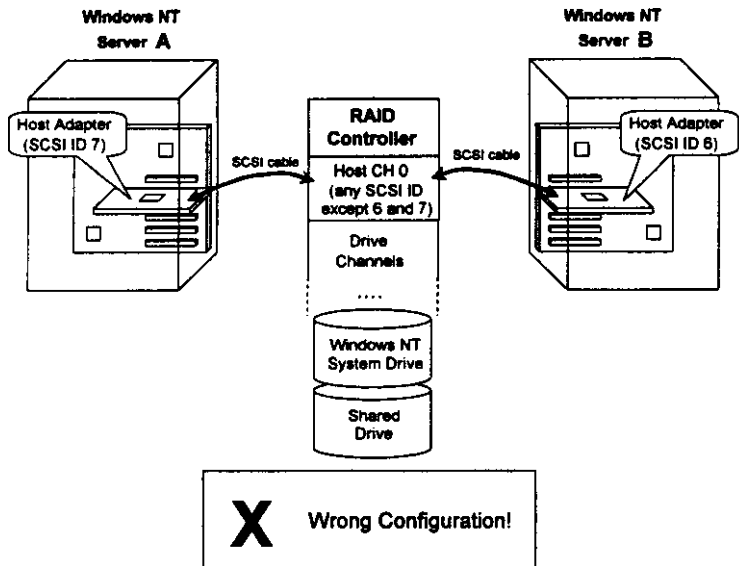 Windows NT
Server A
Windows NT
Server B
Host Adapter
(SCSI ID 7)
SCSI cable
RAID
Controller
Host CH 0
(any SCSI ID
except 6 and 7)
SCSI cable
Host Adapter
(SCSI ID 6)
Drive
Channels
....
Windows NT
System Drive
Shared
Drive
X Wrong Configuration!